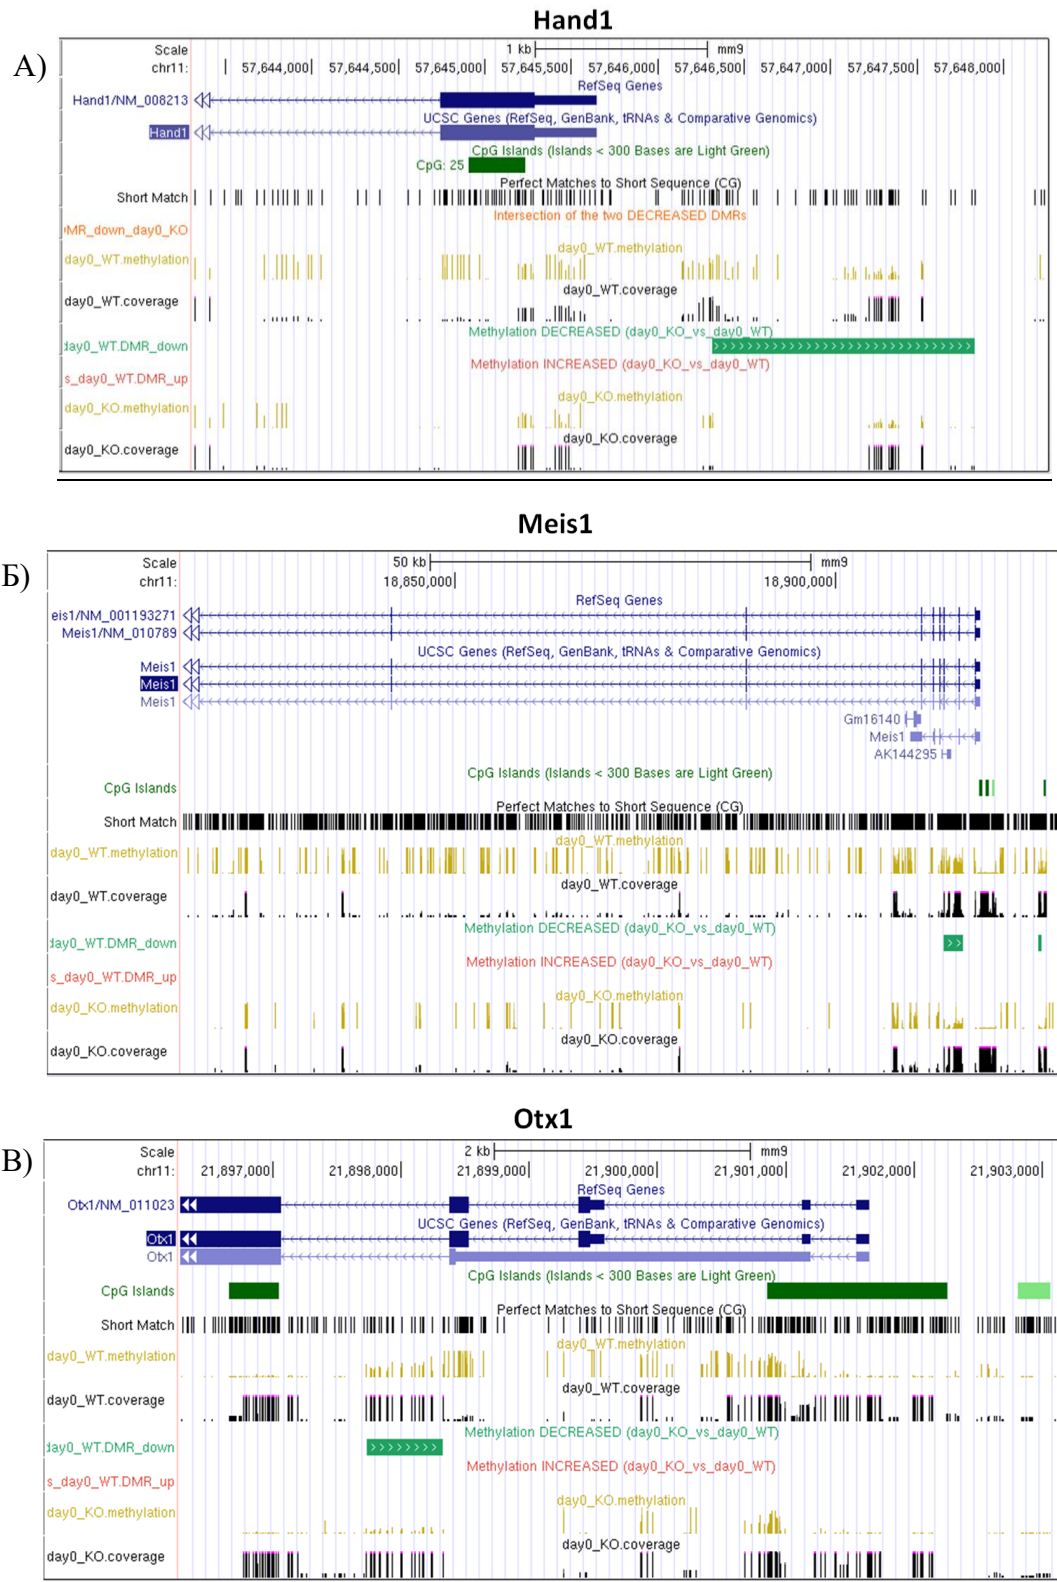 Hand1
А)
Scale 1 kb mm9
chr11: 57,644,000 57,644,500 57,645,000 57,645,500 57,646,000 57,646,500 57,647,000 57,647,500 57,648,000
RefSeq Genes
Hand1/NM_008213
UCSC Genes (RefSeq, GenBank, tRNAs & Comparative Genomics)
Hand1
CpG Islands (Islands < 300 Bases are Light Green)
CpG: 25
Perfect Matches to Short Sequence (CG)
Short Match
Intersection of the two DECREASED DMRs
MR_down_day0_KO
day0_WT.methylation
day0_WT.methylation
day0_WT.coverage
day0_WT.coverage
Methylation DECREASED (day0_KO_vs_day0_WT)
day0_WT.DMR_down
Methylation INCREASED (day0_KO_vs_day0_WT)
s_day0_WT.DMR_up
day0_KO.methylation
day0_KO.methylation
day0_KO.coverage
day0_KO.coverage
Meis1
Б)
Scale 50 kb mm9
chr11: 18,850,000 18,900,000
RefSeq Genes
eis1/NM_001193271
Meis1/NM_010789
UCSC Genes (RefSeq, GenBank, tRNAs & Comparative Genomics)
Meis1
Meis1
Meis1
Gm16140
Meis1
AK144295
CpG Islands (Islands < 300 Bases are Light Green)
CpG Islands
Perfect Matches to Short Sequence (CG)
Short Match
day0_WT.methylation
day0_WT.methylation
day0_WT.coverage
day0_WT.coverage
Methylation DECREASED (day0_KO_vs_day0_WT)
day0_WT.DMR_down
Methylation INCREASED (day0_KO_vs_day0_WT)
s_day0_WT.DMR_up
day0_KO.methylation
day0_KO.methylation
day0_KO.coverage
day0_KO.coverage
Otx1
В)
Scale 2 kb mm9
chr11: 21,897,000 21,898,000 21,899,000 21,900,000 21,901,000 21,902,000 21,903,000
RefSeq Genes
Otx1/NM_011023
UCSC Genes (RefSeq, GenBank, tRNAs & Comparative Genomics)
Otx1
Otx1
CpG Islands (Islands < 300 Bases are Light Green)
CpG Islands
Perfect Matches to Short Sequence (CG)
Short Match
day0_WT.methylation
day0_WT.methylation
day0_WT.coverage
day0_WT.coverage
Methylation DECREASED (day0_KO_vs_day0_WT)
day0_WT.DMR_down
Methylation INCREASED (day0_KO_vs_day0_WT)
s_day0_WT.DMR_up
day0_KO.methylation
day0_KO.methylation
day0_KO.coverage
day0_KO.coverage